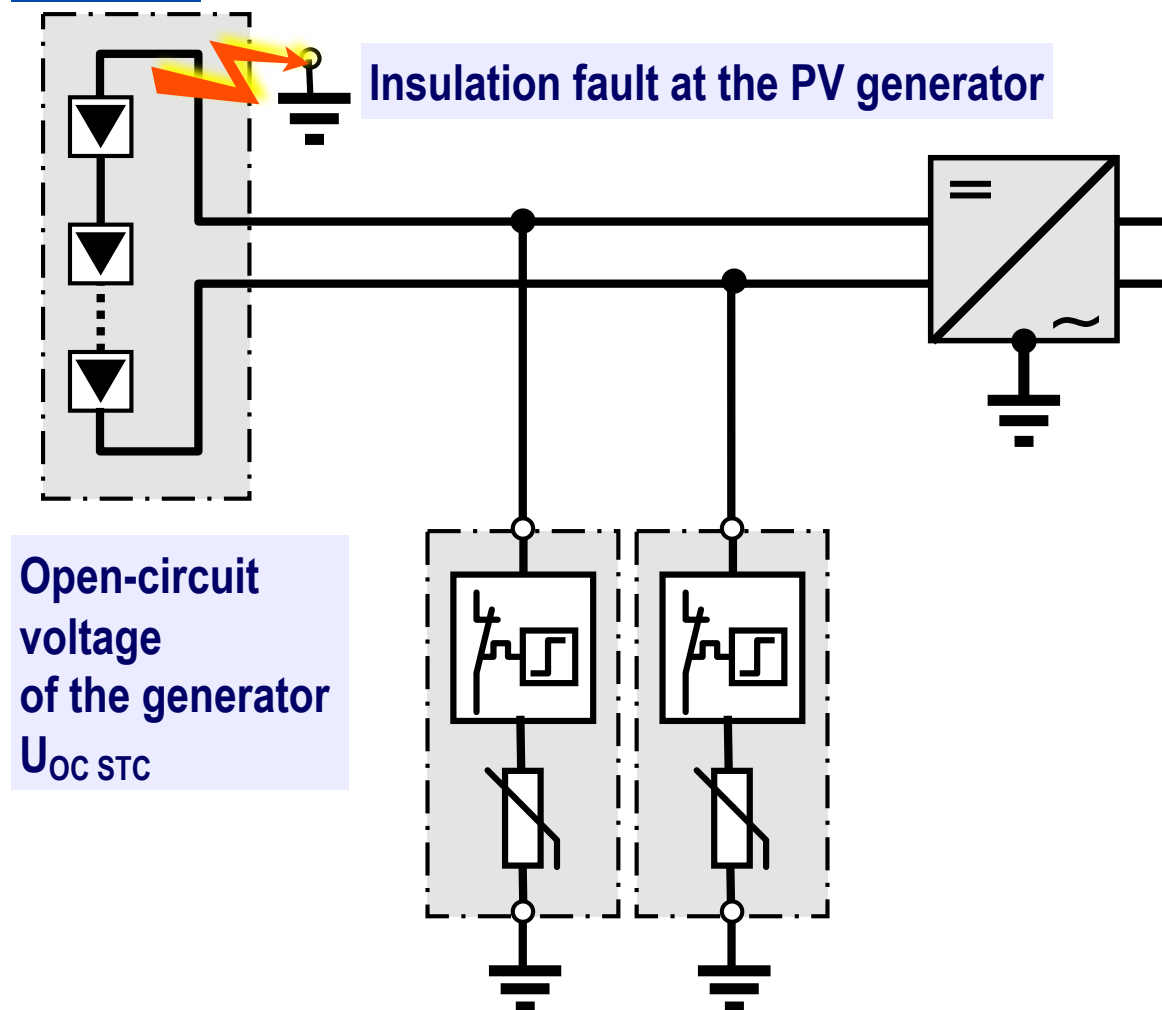 Insulation fault at the PV generator
Open-circuit
voltage
of the generator
UOC STC